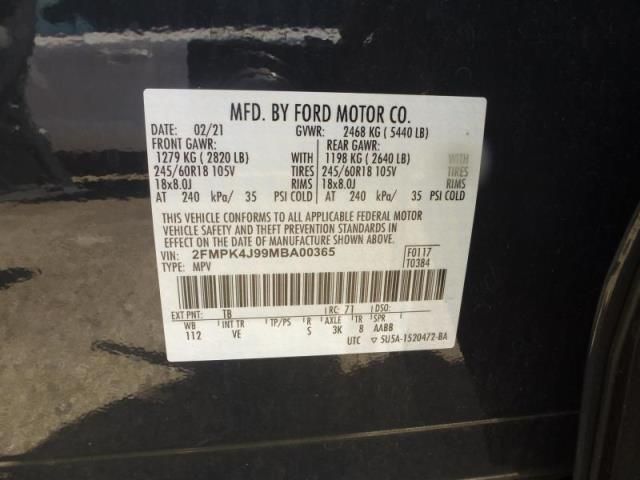 MFD. BY FORD MOTOR CO.
DATE: 02/21 GVWR: 2468 KG ( 5440 LB)
FRONT GAWR: REAR GAWR:
1279 KG ( 2820 LB) WITH 1198 KG ( 2640 LB) WITH
245/60R18 105V TIRES 245/60R18 105V TIRES
18x8.0J RIMS 18x8.0J RIMS
AT 240 kPa/ 35 PSI COLD AT 240 kPa/ 35 PSI COLD
THIS VEHICLE CONFORMS TO ALL APPLICABLE FEDERAL MOTOR
VEHICLE SAFETY AND THEFT PREVENTION STANDARDS IN
EFFECT ON THE DATE OF MANUFACTURE SHOWN ABOVE.
VIN: 2FMPK4J99MBA00365 F0117
TYPE: MPV T0384
EXT PNT: TB RC: 71 DSO:
WB INT TR TP/PS R AXLE TR SPR
112 VE S 3K 8 AABB
UTC ▽ 5U5A-1520472-BA